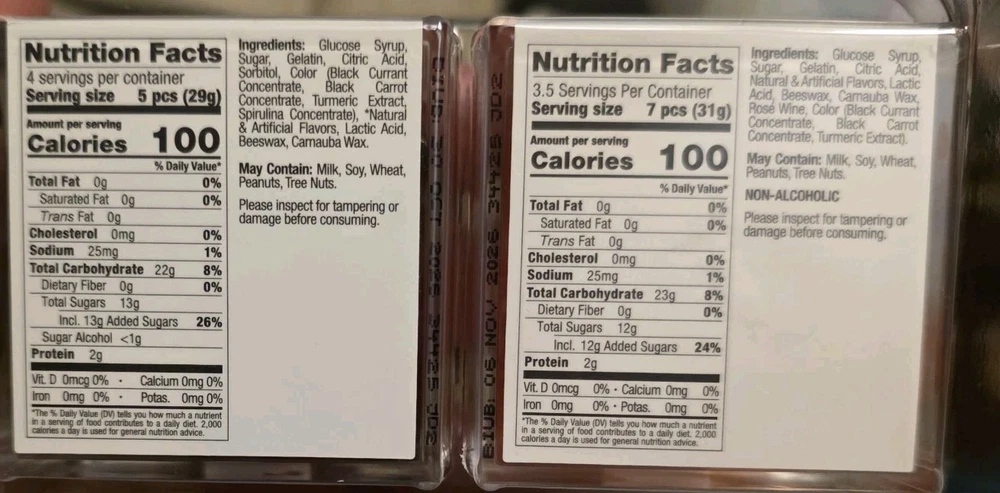 Nutrition Facts
4 servings per container
Serving size 5 pcs (29g)
Amount per serving
Calories 100
% Daily Value*
Total Fat 0g 0%
Saturated Fat 0g 0%
Trans Fat 0g
Cholesterol 0mg 0%
Sodium 25mg 1%
Total Carbohydrate 22g 8%
Dietary Fiber 0g 0%
Total Sugars 13g
Incl. 13g Added Sugars 26%
Sugar Alcohol <1g
Protein 2g
Vit. D 0mcg 0% • Calcium 0mg 0%
Iron 0mg 0% • Potas. 0mg 0%
*The % Daily Value (DV) tells you how much a nutrient
in a serving of food contributes to a daily diet. 2,000
calories a day is used for general nutrition advice.
Ingredients: Glucose Syrup,
Sugar, Gelatin, Citric Acid,
Sorbitol, Color (Black Currant
Concentrate, Black Carrot
Concentrate, Turmeric Extract,
Spirulina Concentrate), *Natural
& Artificial Flavors, Lactic Acid,
Beeswax, Carnauba Wax.
May Contain: Milk, Soy, Wheat,
Peanuts, Tree Nuts.
Please inspect for tampering or
damage before consuming.
BIUB: 06 NOV 2026 34425 JD2
Nutrition Facts
3.5 Servings Per Container
Serving size 7 pcs (31g)
Amount per serving
Calories 100
% Daily Value*
Total Fat 0g 0%
Saturated Fat 0g 0%
Trans Fat 0g
Cholesterol 0mg 0%
Sodium 25mg 1%
Total Carbohydrate 23g 8%
Dietary Fiber 0g 0%
Total Sugars 12g
Incl. 12g Added Sugars 24%
Protein 2g
Vit. D 0mcg 0% • Calcium 0mg 0%
Iron 0mg 0% • Potas. 0mg 0%
*The % Daily Value (DV) tells you how much a nutrient
in a serving of food contributes to a daily diet. 2,000
calories a day is used for general nutrition advice.
Ingredients: Glucose Syrup,
Sugar, Gelatin, Citric Acid,
Natural & Artificial Flavors, Lactic
Acid, Beeswax, Carnauba Wax,
Rosé Wine, Color (Black Currant
Concentrate, Black Carrot
Concentrate, Turmeric Extract).
May Contain: Milk, Soy, Wheat,
Peanuts, Tree Nuts.
NON-ALCOHOLIC
Please inspect for tampering or
damage before consuming.